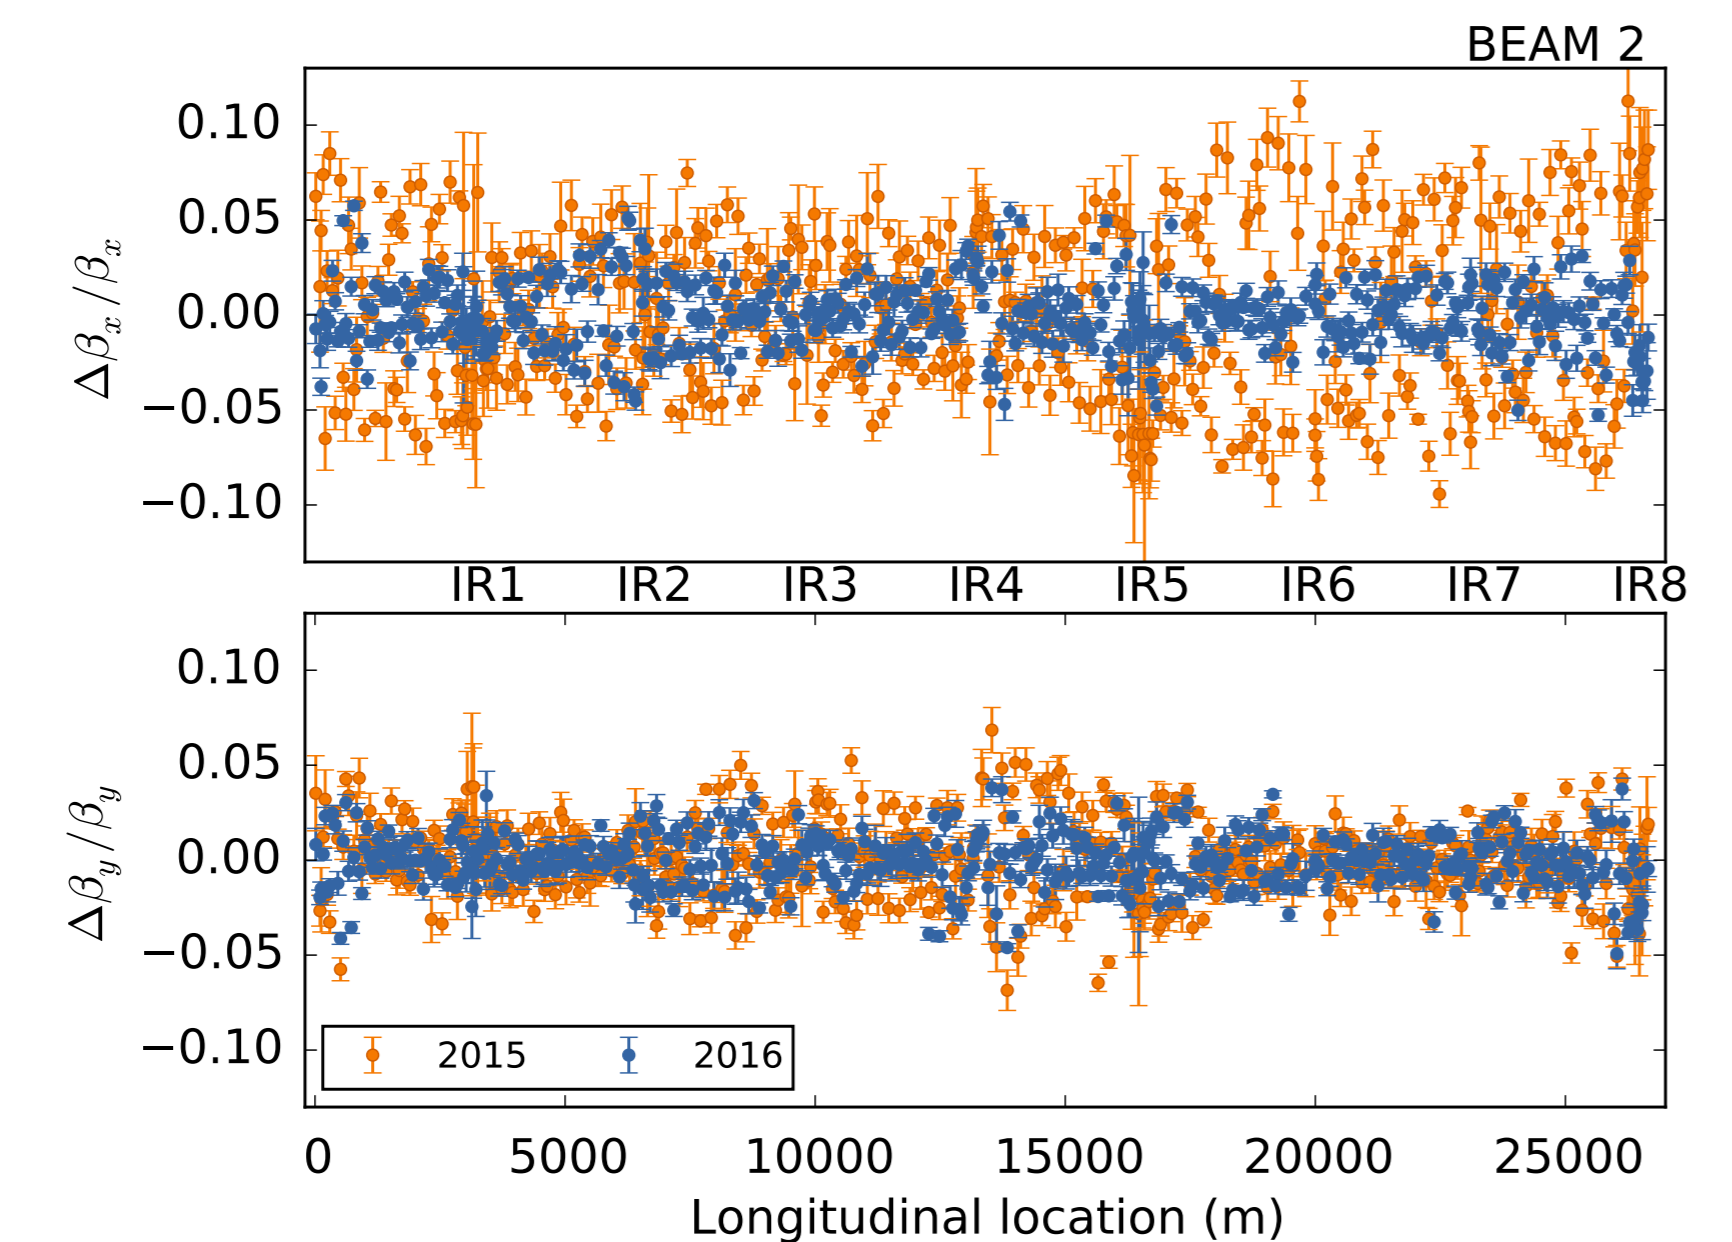 BEAM 2
0.10
0.05
0.00
−0.05
−0.10
Δβx/βx
IR1 IR2 IR3 IR4 IR5 IR6 IR7 IR8
0.10
0.05
0.00
−0.05
−0.10
Δβy/βy
2015 2016
0 5000 10000 15000 20000 25000
Longitudinal location (m)